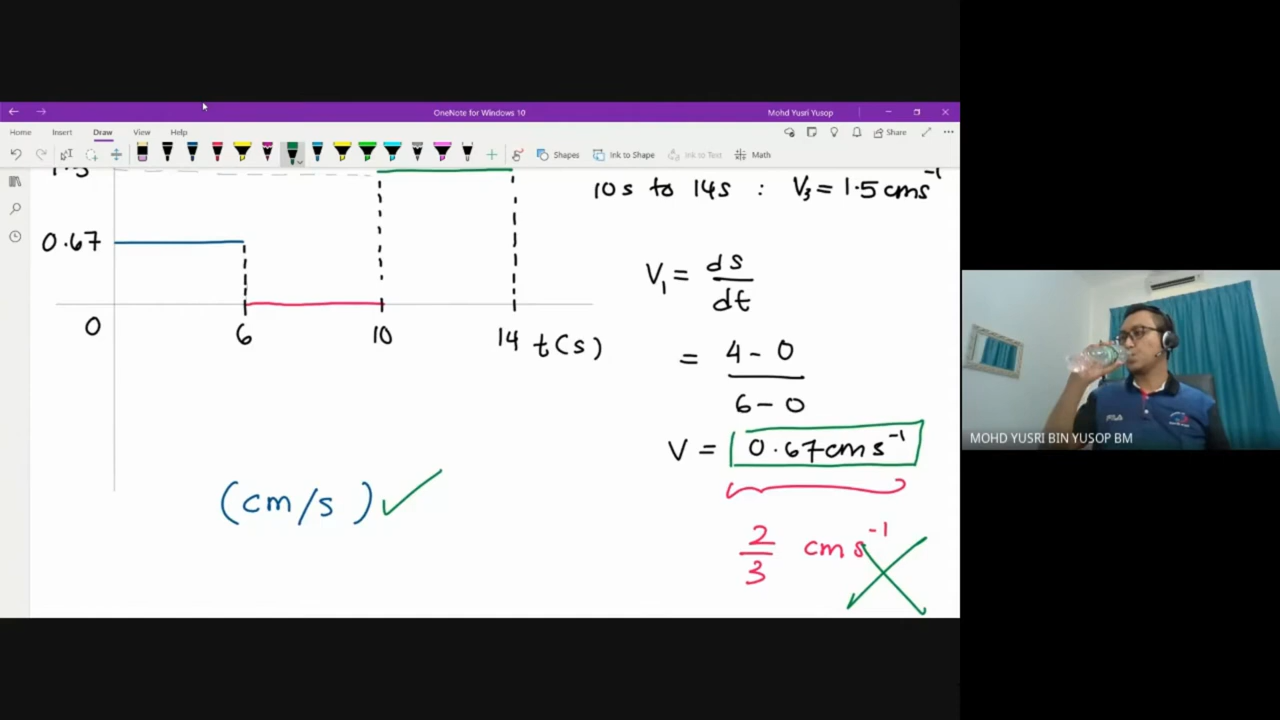 OneNote for Windows 10
Mohd Yusri Yusop
Home Insert Draw View Help
Share
Shapes
Ink to Shape
Ink to Text
Math
1.5
0.67
0
6
10
14
t(s)
(cm/s)
10s to 14s : V₃ = 1.5cms⁻¹
V₁ = ds
dt
= 4 - 0
6 - 0
V = 0.67cms⁻¹
2
3
cms⁻¹
MOHD YUSRI BIN YUSOP BM